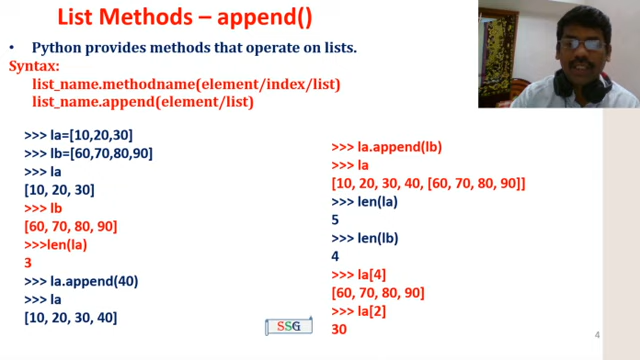 List Methods – append()
• Python provides methods that operate on lists.
Syntax:
list_name.methodname(element/index/list)
list_name.append(element/list)
>>> la=[10,20,30]
>>> lb=[60,70,80,90]
>>> la
[10, 20, 30]
>>> lb
[60, 70, 80, 90]
>>>len(la)
3
>>> la.append(40)
>>> la
[10, 20, 30, 40]
>>> la.append(lb)
>>> la
[10, 20, 30, 40, [60, 70, 80, 90]]
>>> len(la)
5
>>> len(lb)
4
>>> la[4]
[60, 70, 80, 90]
>>> la[2]
30
SSG
4